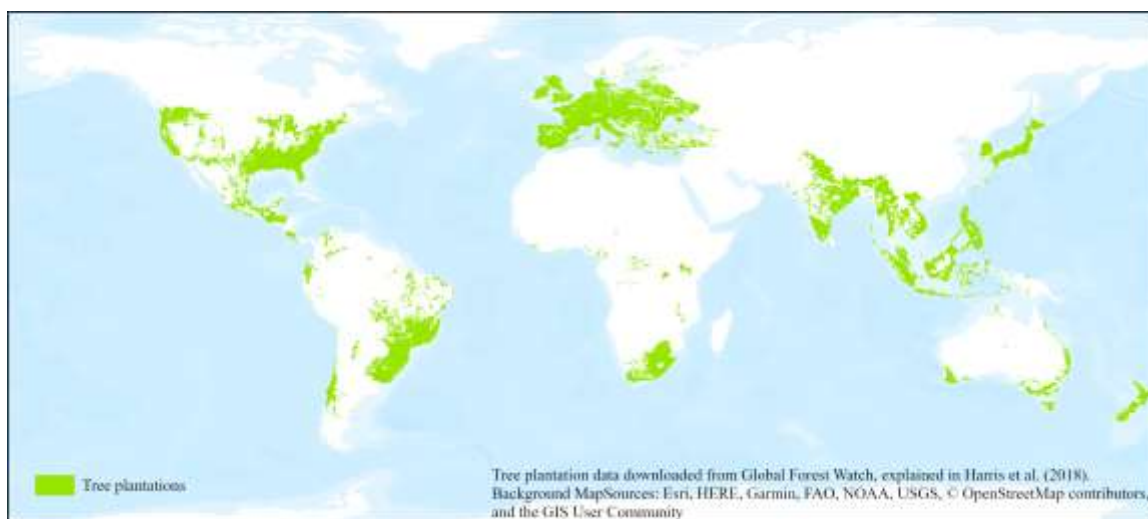 Tree plantations
Tree plantation data downloaded from Global Forest Watch, explained in Harris et al. (2018).
Background MapSources: Esri, HERE, Garmin, FAO, NOAA, USGS, © OpenStreetMap contributors,
and the GIS User Community